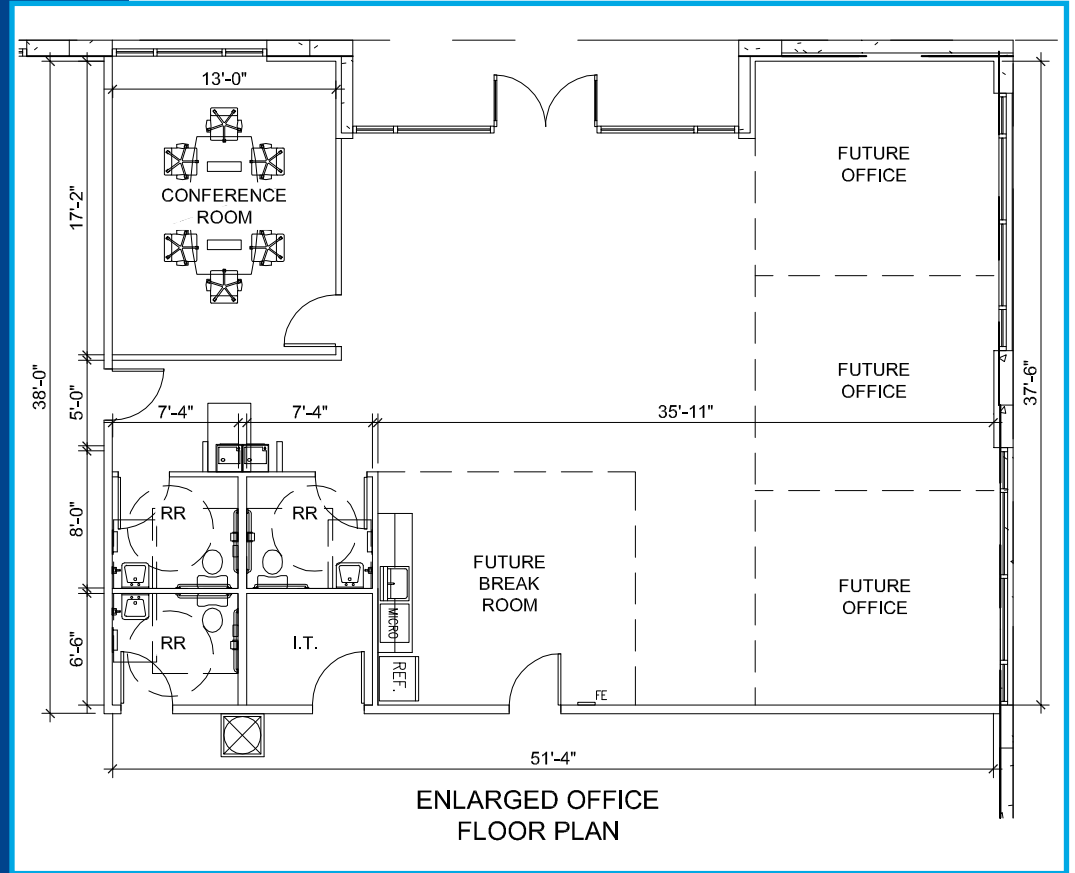 13'-0"
FUTURE
OFFICE
CONFERENCE
ROOM
17'-2"
38'-0"
5'-0"
7'-4"
7'-4"
35'-11"
FUTURE
OFFICE
37'-6"
8'-0"
RR
RR
FUTURE
BREAK
ROOM
MICRO
FUTURE
OFFICE
6'-6"
RR
I.T.
REF.
FE
51'-4"
ENLARGED OFFICE
FLOOR PLAN